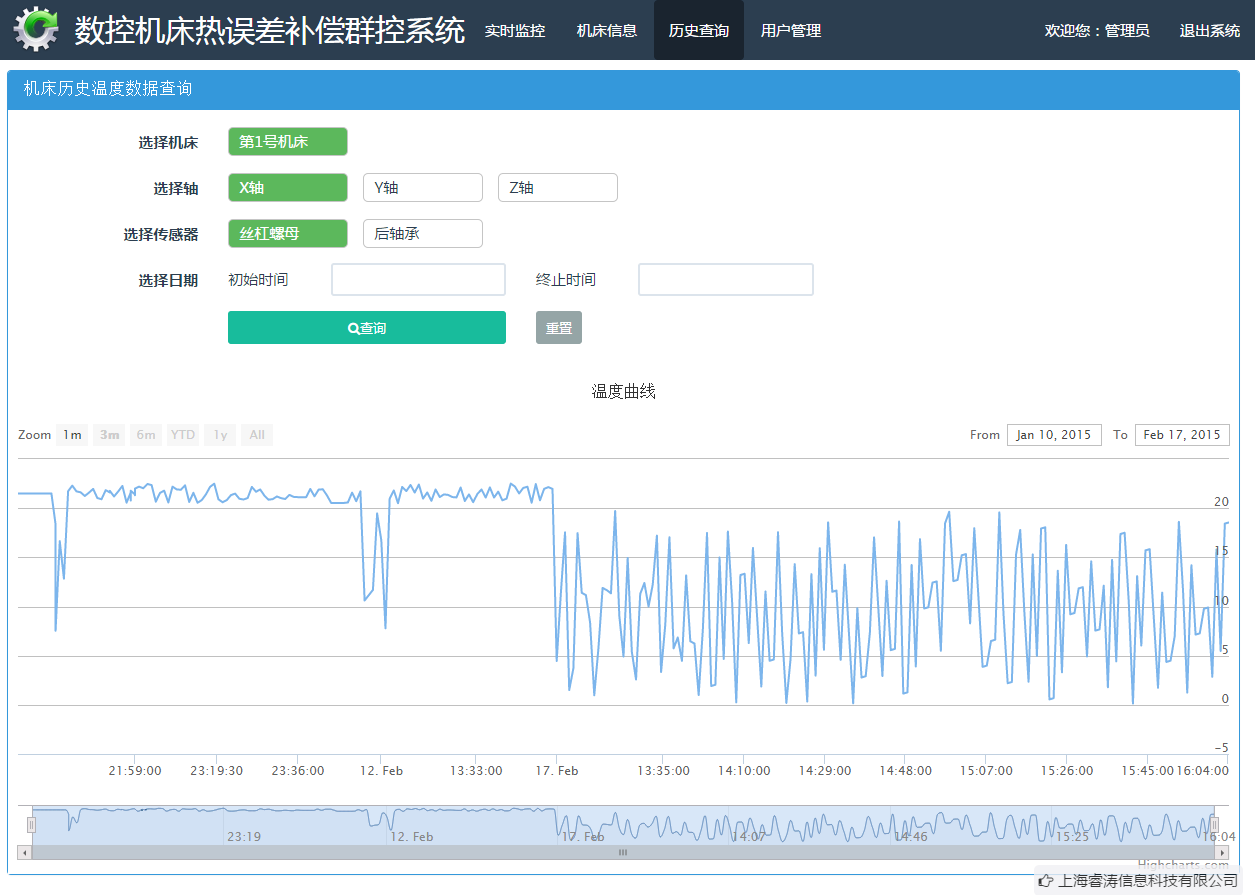 数控机床热误差补偿群控系统 实时监控 机床信息 历史查询 用户管理 欢迎您：管理员 退出系统
机床历史温度数据查询
选择机床 第1号机床
选择轴 X轴 Y轴 Z轴
选择传感器 丝杠螺母 后轴承
选择日期 初始时间 终止时间
查询 重置
温度曲线
Zoom 1m 3m 6m YTD 1y All From Jan 10, 2015 To Feb 17, 2015
20
15
10
5
0
-5
21:59:00 23:19:30 23:36:00 12. Feb 13:33:00 17. Feb 13:35:00 14:10:00 14:29:00 14:48:00 15:07:00 15:26:00 15:45:00 16:04:00
23:19 12. Feb 17. Feb 14:07 14:46 15:25 16:04
Highcharts.com
上海睿涛信息科技有限公司